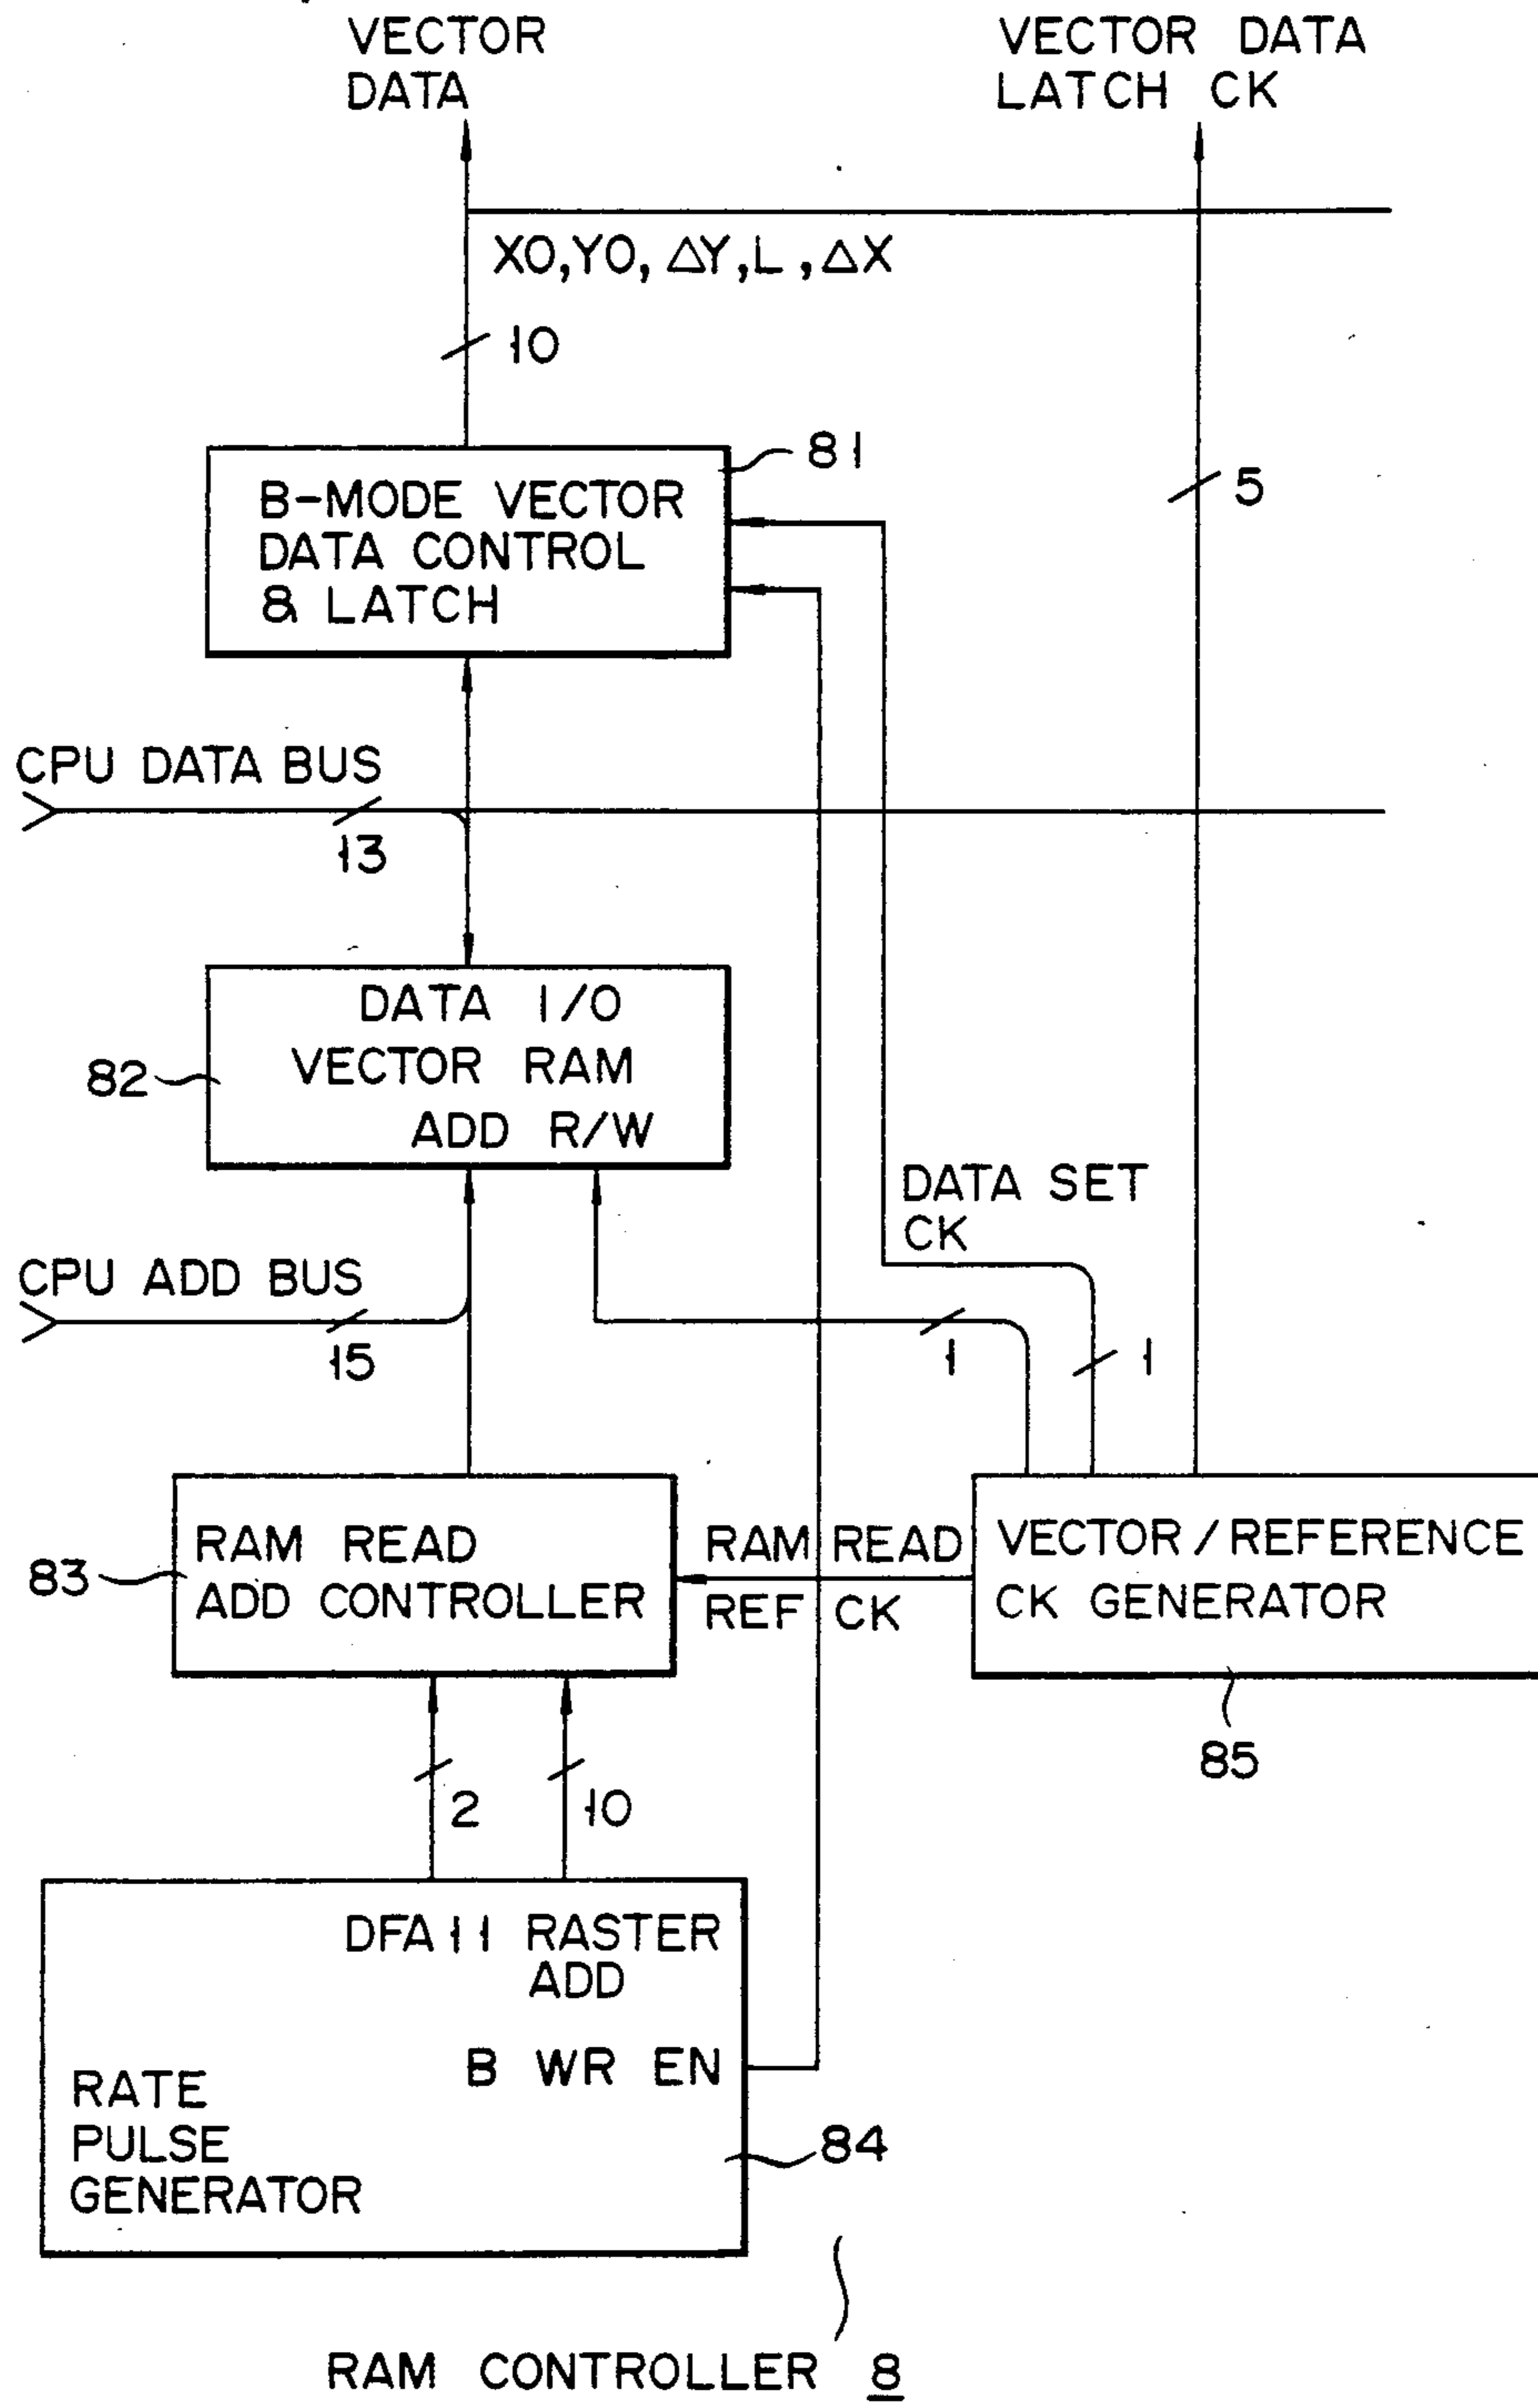 VECTOR
DATA
VECTOR DATA
LATCH CK
X0,Y0,△Y,L,△X
10
5
81
B-MODE VECTOR
DATA CONTROL
& LATCH
CPU DATA BUS
13
DATA I/O
VECTOR RAM
ADD R/W
82
DATA SET
CK
CPU ADD BUS
15
1
1
RAM READ
ADD CONTROLLER
83
RAM READ
REF CK
VECTOR/REFERENCE
CK GENERATOR
85
2
10
DFA11 RASTER
ADD
B WR EN
RATE
PULSE
GENERATOR
84
RAM CONTROLLER 8